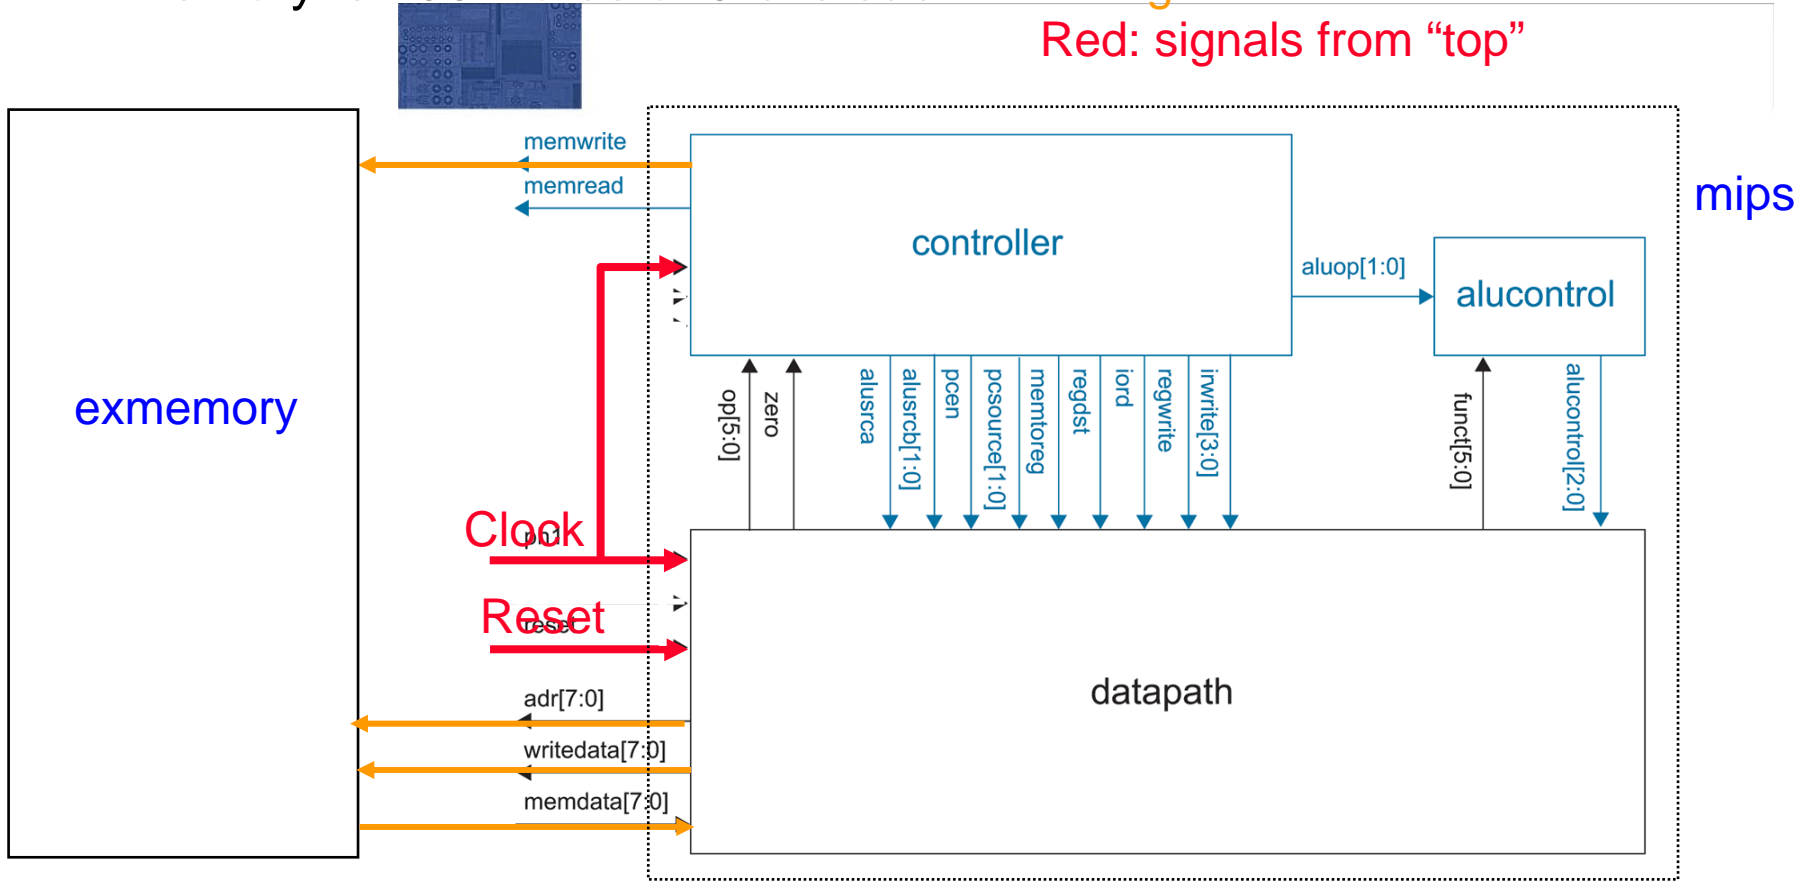 Red: signals from “top”
memwrite
memread
mips
controller
aluop[1:0]
alucontrol
exmemory
op[5:0]
zero
alusrca
alusrcb[1:0]
pcen
pcsource[1:0]
memtoreg
regdst
iord
regwrite
irwrite[3:0]
funct[5:0]
alucontrol[2:0]
Clock
ph1
Reset
reset
adr[7:0]
datapath
writedata[7:0]
memdata[7:0]